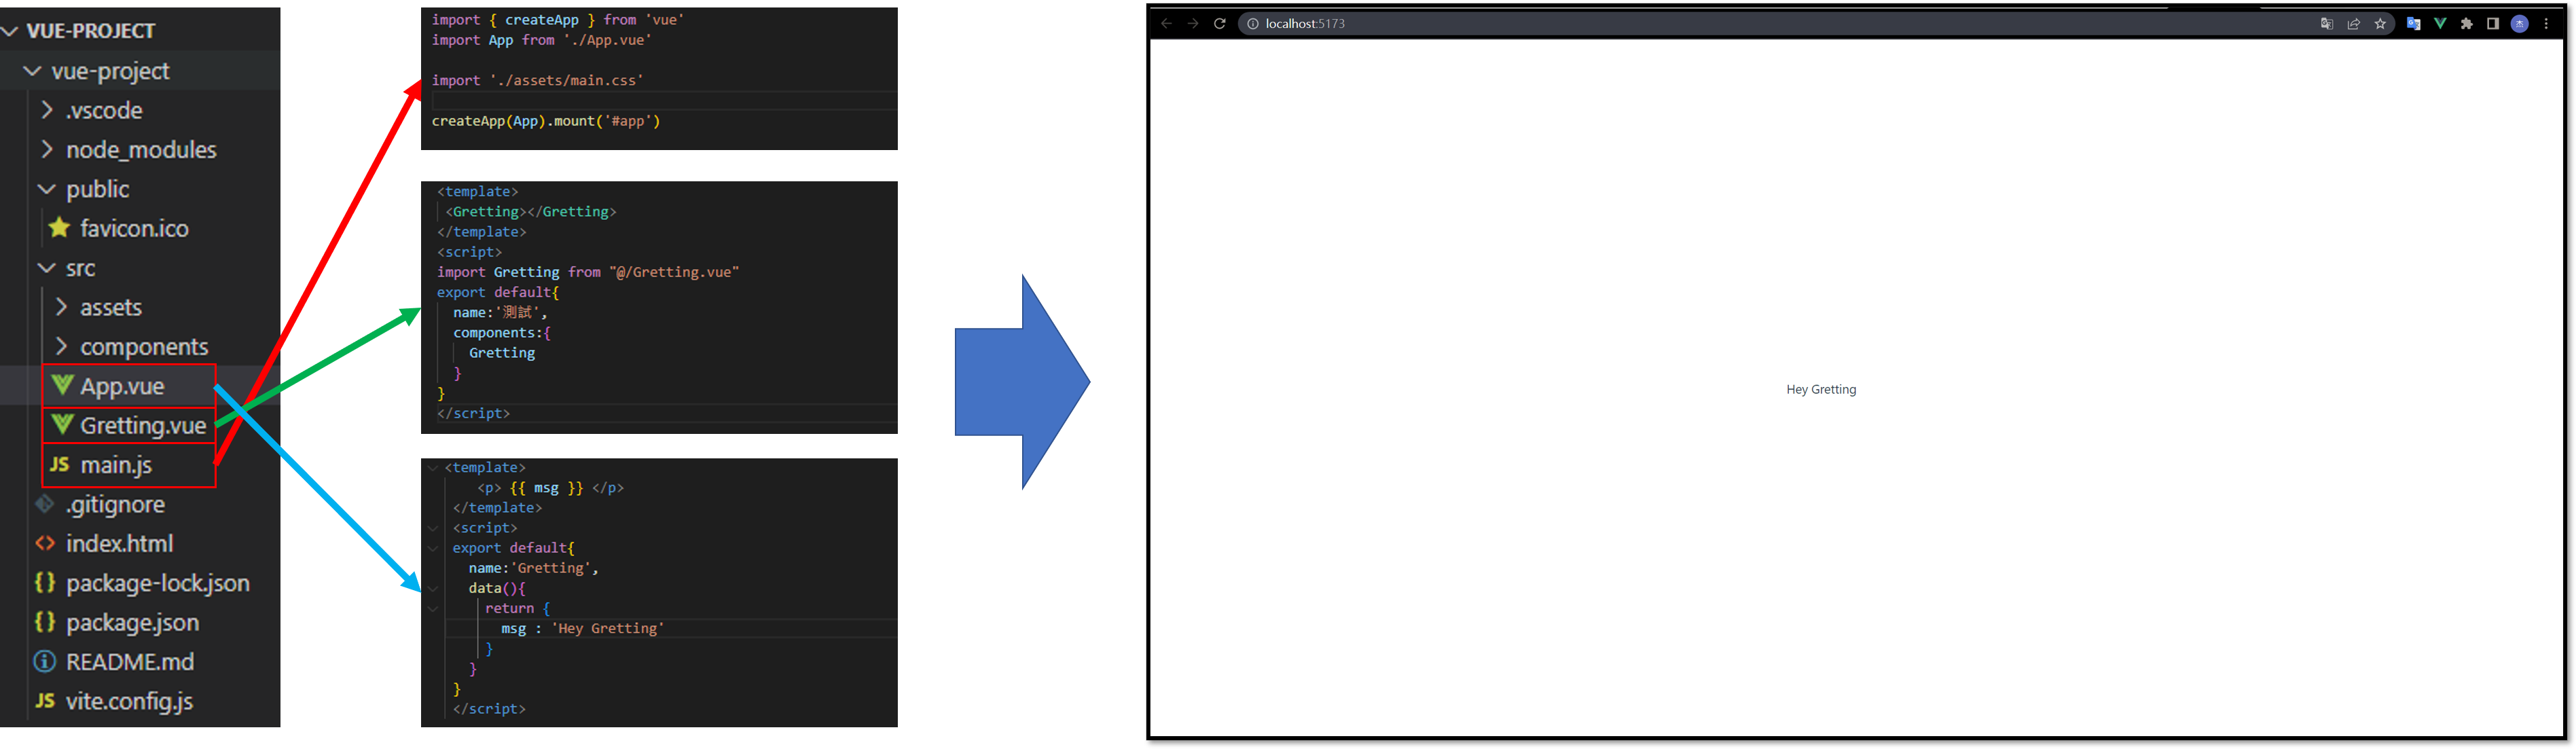 VUE-PROJECT
vue-project
.vscode
node_modules
public
favicon.ico
src
assets
components
App.vue
Gretting.vue
JS main.js
.gitignore
index.html
package-lock.json
package.json
README.md
JS vite.config.js
import { createApp } from 'vue'
import App from './App.vue'
import './assets/main.css'
createApp(App).mount('#app')
<template>
<Gretting></Gretting>
</template>
<script>
import Gretting from "@/Gretting.vue"
export default{
name:'測試',
components:{
Gretting
}
}
</script>
<template>
<p> {{ msg }} </p>
</template>
<script>
export default{
name:'Gretting',
data(){
return {
msg : 'Hey Gretting'
}
}
}
</script>
localhost:5173
Hey Gretting